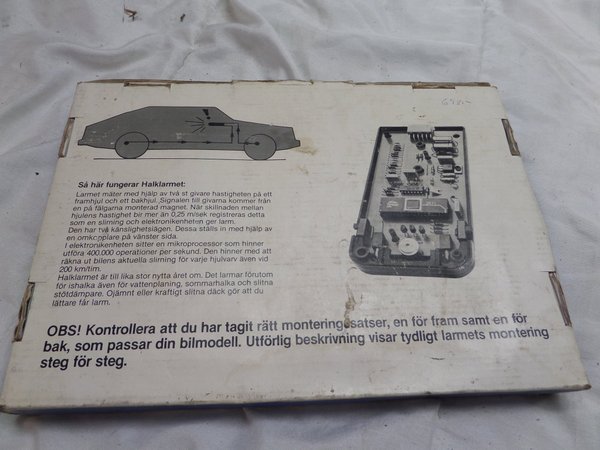 698:-
Så här fungerar Halklarmet:
Larmet mäter med hjälp av två st givare hastigheten på ett
framhjul och ett bakhjul. Signalen till givarna kommer från
en på fälgarna monterad magnet. När skillnaden mellan
hjulens hastighet blir mer än 0,25 m/sek registreras detta
som en slirning och elektronikenheten ger larm.
Den har två känslighetslägen. Dessa ställs in med hjälp av
en omkopplare på vänster sida.
I elektronikenheten sitter en mikroprocessor som hinner
utföra 400.000 operationer per sekund. Den hinner med att
räkna ut bilens aktuella slirning för varje hjulvarv även vid
200 km/tim.
Halklarmet är till lika stor nytta året om. Det larmar förutom
för ishalka även för vattenplaning, sommarhalka och slitna
stötdämpare. Ojämnt eller kraftigt slitna däck gör att du
lättare får larm.
OBS! Kontrollera att du har tagit rätt monteringssatser, en för fram samt en för
bak, som passar din bilmodell. Utförlig beskrivning visar tydligt larmets montering
steg för steg.